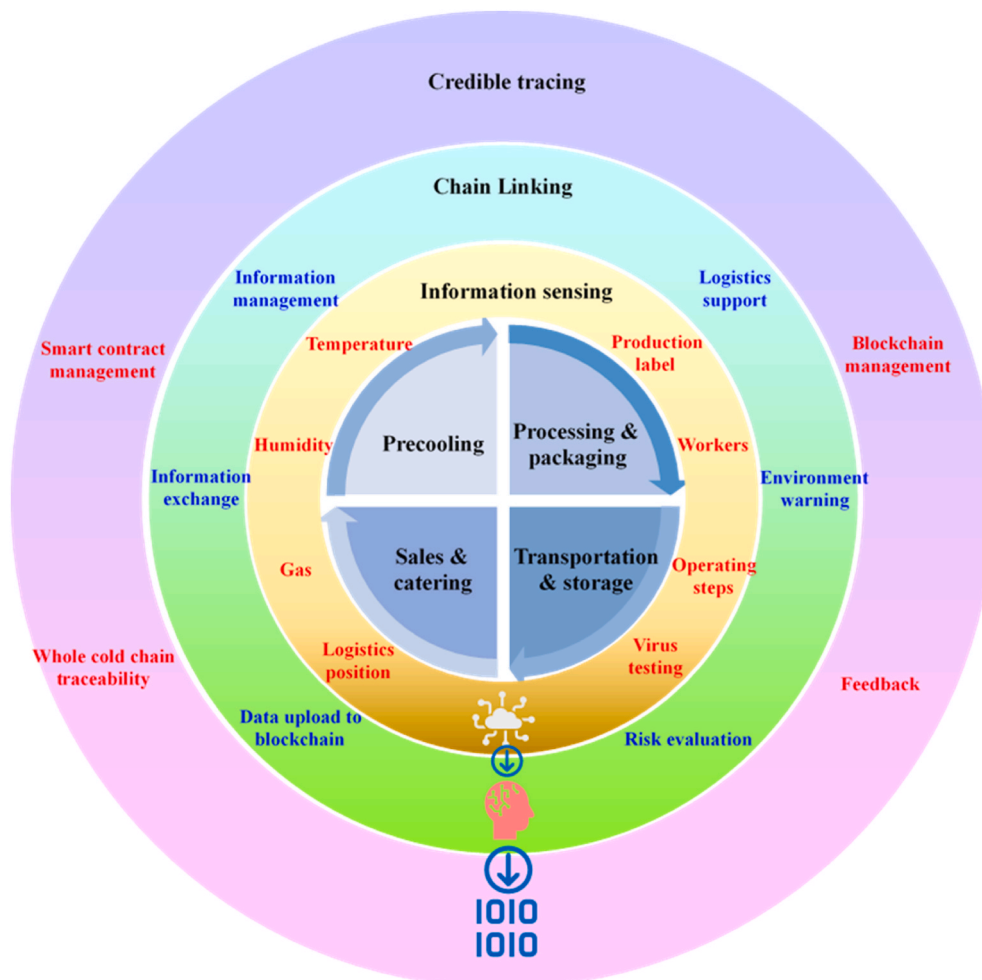 Credible tracing
Chain Linking
Information
management
Logistics
support
Information sensing
Temperature
Production
label
Smart contract
management
Blockchain
management
Humidity
Precooling
Processing &
packaging
Workers
Information
exchange
Environment
warning
Gas
Sales &
catering
Transportation
& storage
Operating
steps
Logistics
position
Virus
testing
Whole cold chain
traceability
Feedback
Data upload to
blockchain
Risk evaluation
1010
1010